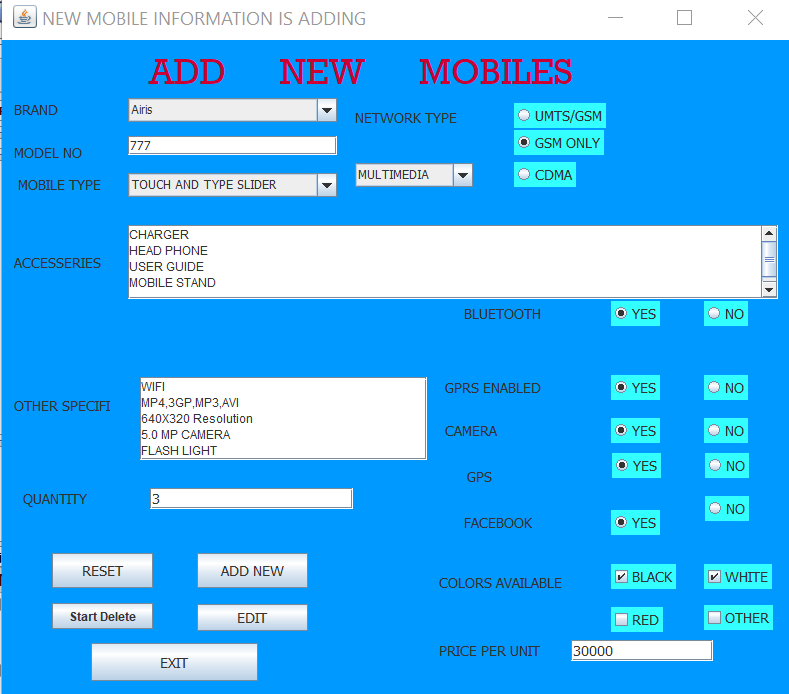 NEW MOBILE INFORMATION IS ADDING
ADD NEW MOBILES
BRAND Airis NETWORK TYPE UMTS/GSM
MODEL NO 777 GSM ONLY
MOBILE TYPE TOUCH AND TYPE SLIDER MULTIMEDIA CDMA
ACCESSERIES
CHARGER
HEAD PHONE
USER GUIDE
MOBILE STAND
BLUETOOTH YES NO
OTHER SPECIFI
WIFI
MP4,3GP,MP3,AVI
640X320 Resolution
5.0 MP CAMERA
FLASH LIGHT
GPRS ENABLED YES NO
CAMERA YES NO
GPS YES NO
QUANTITY 3
FACEBOOK YES NO
RESET ADD NEW
COLORS AVAILABLE BLACK WHITE
Start Delete EDIT
RED OTHER
EXIT
PRICE PER UNIT 30000